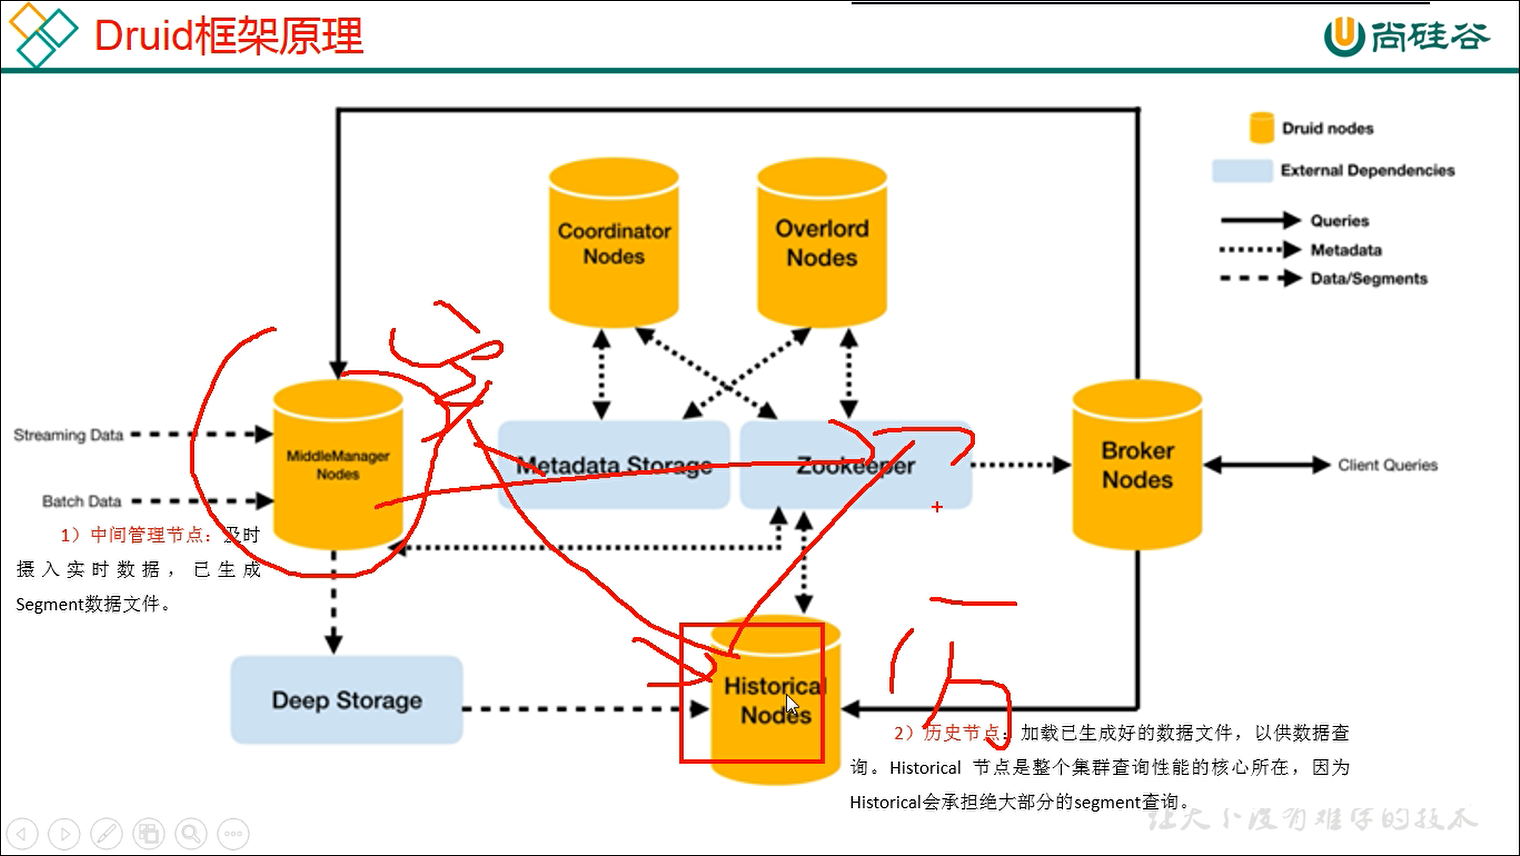 Druid框架原理
尚硅谷
Druid nodes
External Dependencies
Queries
Metadata
Data/Segments
Coordinator
Nodes
Overlord
Nodes
Streaming Data
Batch Data
MiddleManager
Nodes
Metadata Storage
Zookeeper
Broker
Nodes
Client Queries
1）中间管理节点：及时
摄入实时数据，已生成
Segment数据文件。
Deep Storage
Historical
Nodes
2）历史节点：加载已生成好的数据文件，以供数据查
询。Historical 节点是整个集群查询性能的核心所在，因为
Historical会承担绝大部分的segment查询。
让天下没有难学的技术